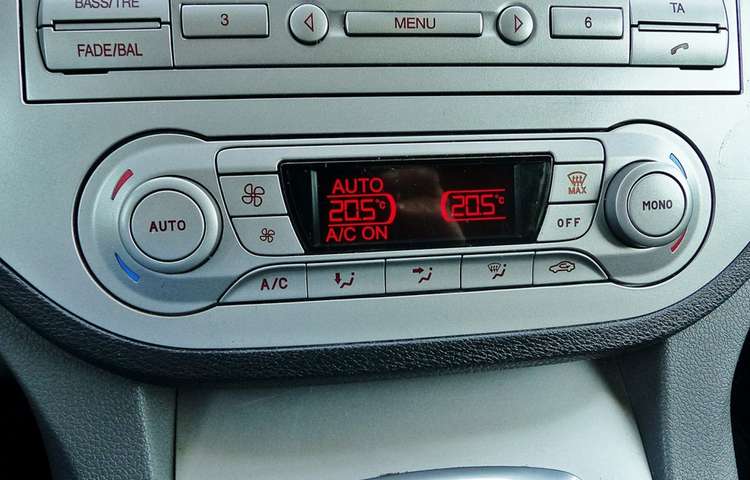 BASS/TRE
3
MENU
6
TA
FADE/BAL
AUTO
AUTO
20.5°c
A/C ON
20.5°c
MAX
OFF
MONO
A/C